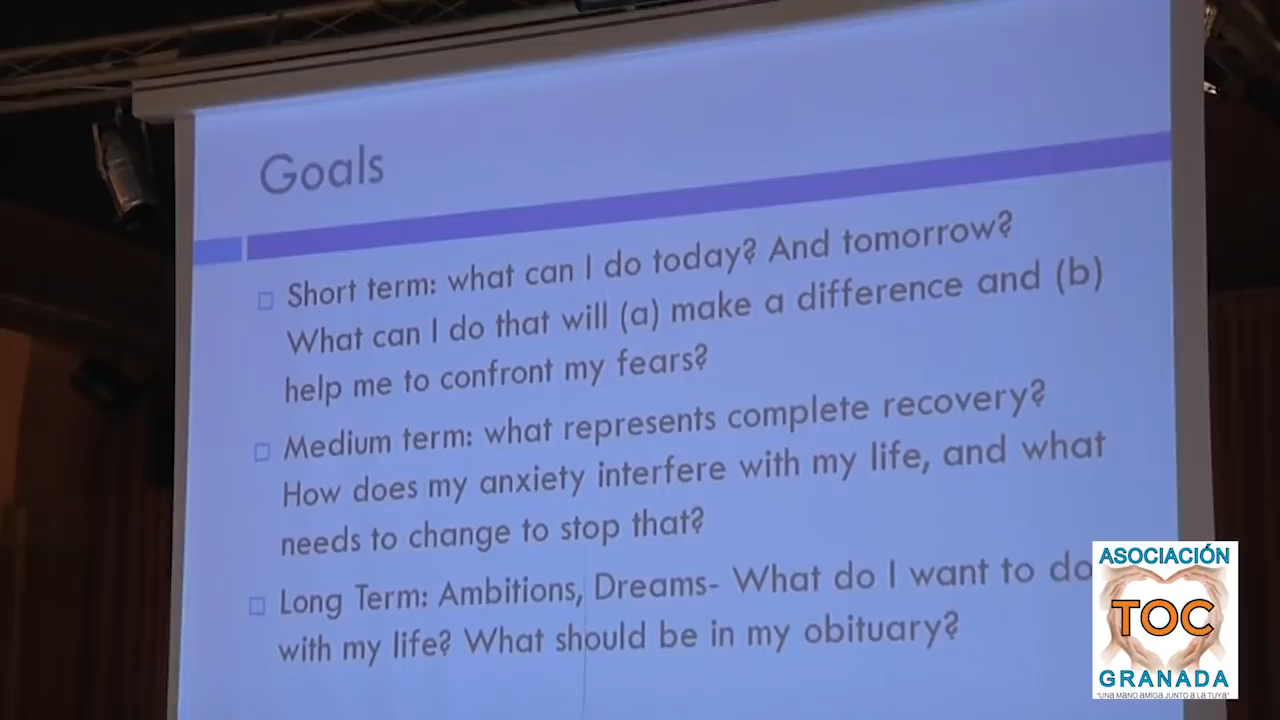 Goals
Short term: what can I do today? And tomorrow?
What can I do that will (a) make a difference and (b)
help me to confront my fears?
Medium term: what represents complete recovery?
How does my anxiety interfere with my life, and what
needs to change to stop that?
Long Term: Ambitions, Dreams- What do I want to do
with my life? What should be in my obituary?
ASOCIACIÓN
TOC
GRANADA
"UNA MANO AMIGA JUNTO A LA TUYA"